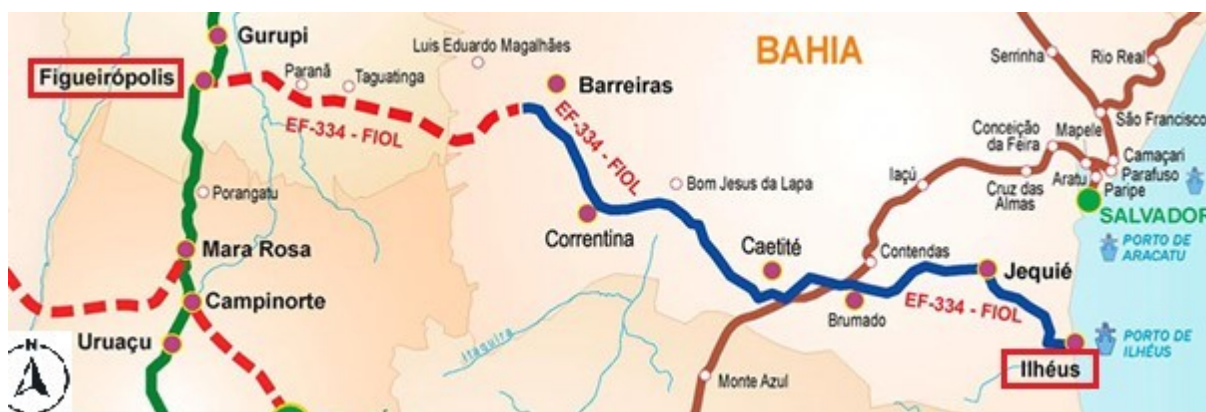 Gurupi
Luis Eduardo Magalhães
BAHIA
Serrinha
Rio Real
Figueirópolis
Paranã
Taguatinga
Barreiras
EF-334 - FIOL
EF-334 - FIOL
São Francisco
Conceição
da Feira
Mapele
Camaçari
Parafuso
Aratu
Paripe
Iaçú
Cruz das
Almas
Porangatu
Bom Jesus da Lapa
SALVADOR
Correntina
Mara Rosa
Caetité
Contendas
PORTO DE
ARACATU
Jequié
Campinorte
EF-334 - FIOL
Brumado
Uruaçu
Itaquira
PORTO DE
ILHÉUS
N
Ilhéus
Monte Azul